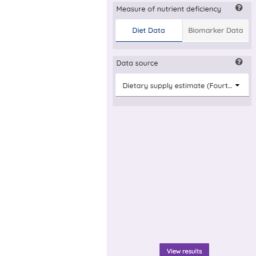 Measure of nutrient deficiency
Diet Data
Biomarker Data
Data source
Dietary supply estimate (Fourt...
View results